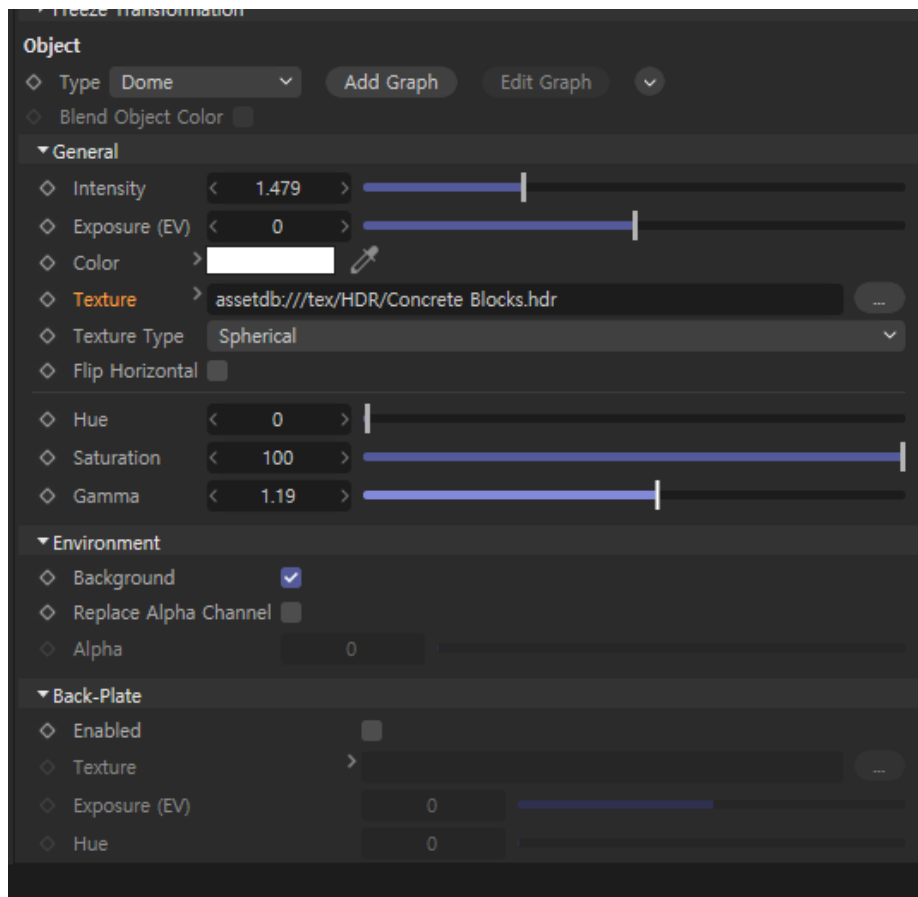 Freeze Transformation
Object
Type Dome Add Graph Edit Graph
Blend Object Color
General
Intensity 1.479
Exposure (EV) 0
Color
Texture assetdb:///tex/HDR/Concrete Blocks.hdr ...
Texture Type Spherical
Flip Horizontal
Hue 0
Saturation 100
Gamma 1.19
Environment
Background
Replace Alpha Channel
Alpha 0
Back-Plate
Enabled
Texture ...
Exposure (EV) 0
Hue 0